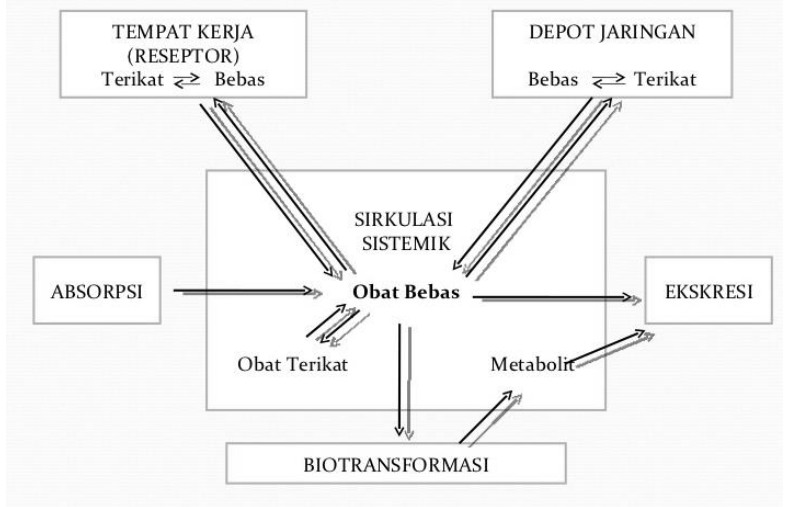 TEMPAT KERJA
(RESEPTOR)
Terikat ⇌ Bebas
DEPOT JARINGAN
Bebas ⇌ Terikat
SIRKULASI
SISTEMIK
ABSORPSI
Obat Bebas
EKSKRESI
Obat Terikat
Metabolit
BIOTRANSFORMASI